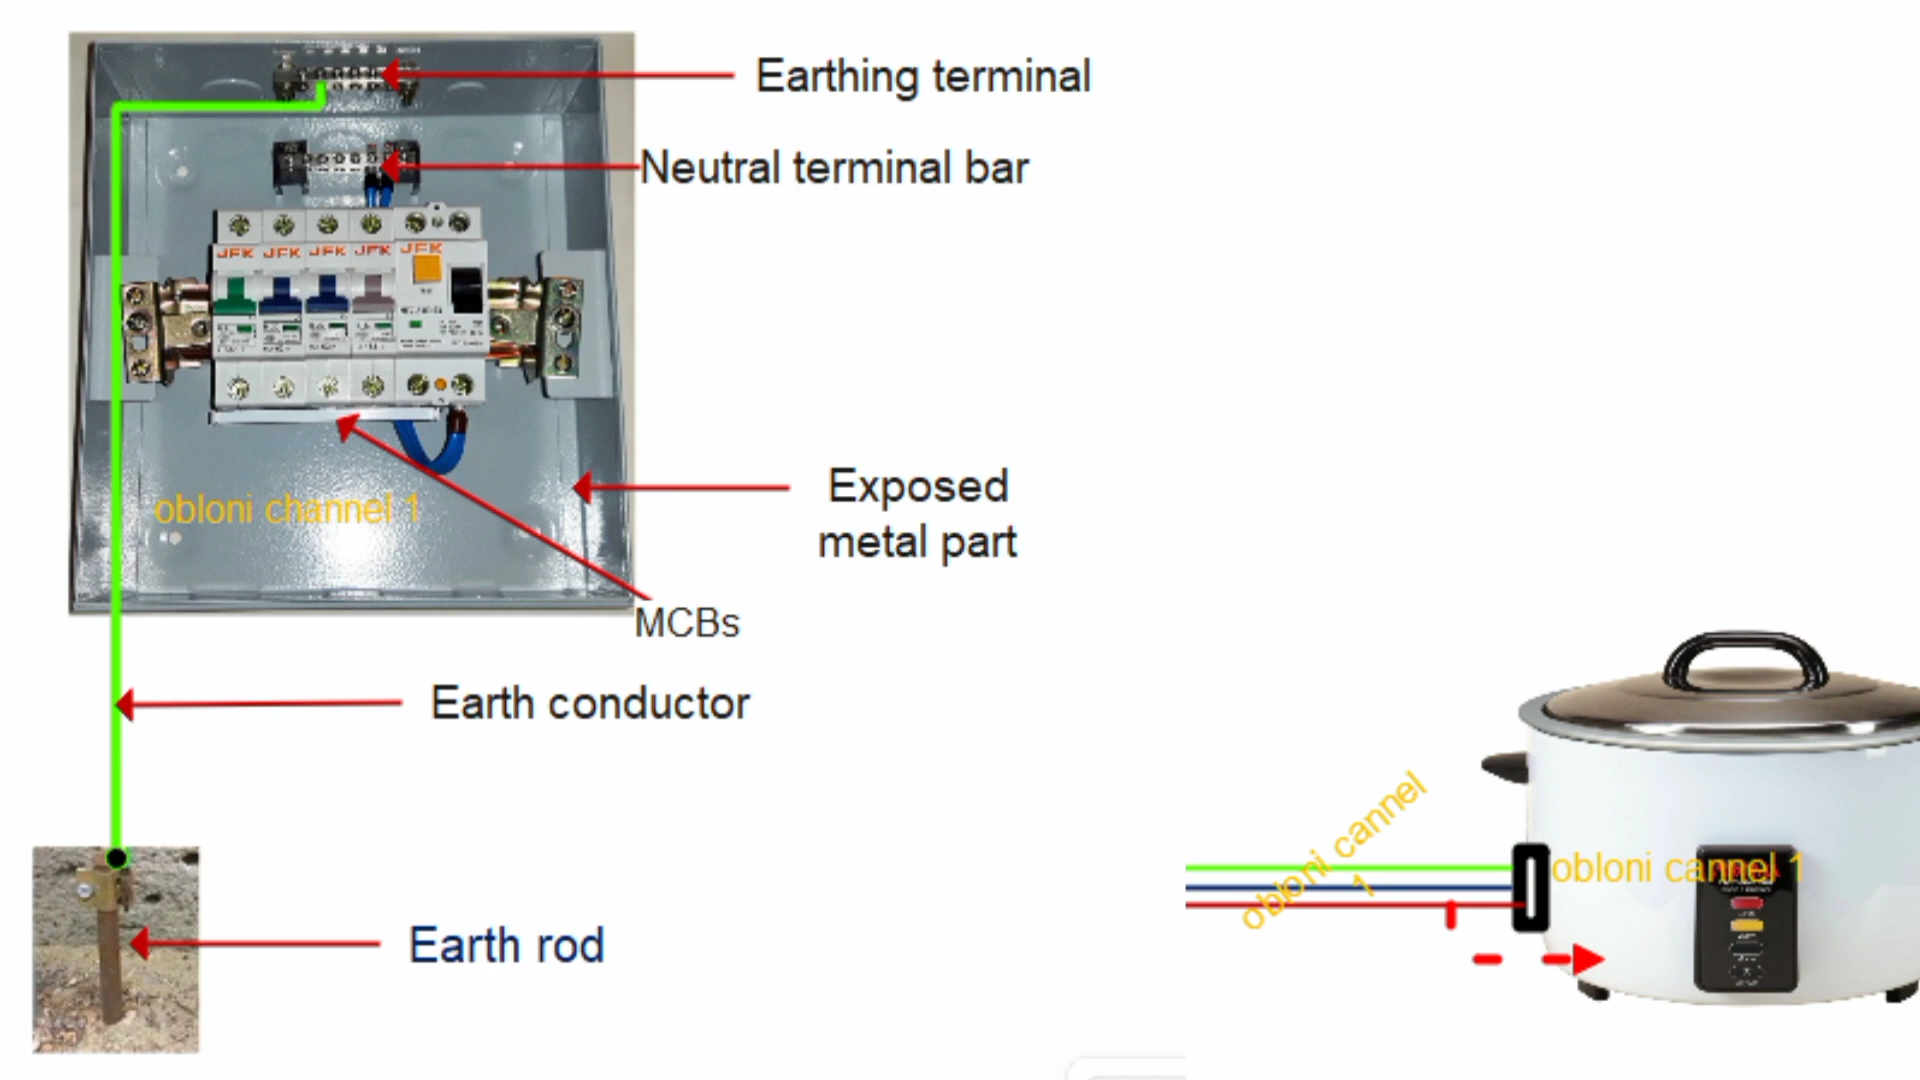 Earthing terminal
Neutral terminal bar
JFK JFK JFK JFK JFK
Exposed
metal part
obloni channel 1
MCBs
Earth conductor
obloni cannel
1
obloni cannel 1
Earth rod